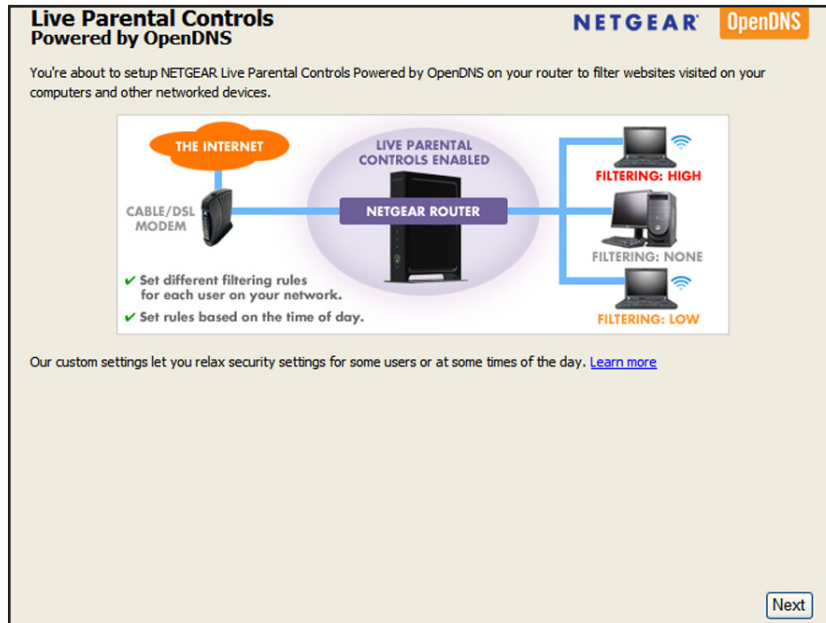 Live Parental Controls
Powered by OpenDNS
NETGEAR
OpenDNS
You're about to setup NETGEAR Live Parental Controls Powered by OpenDNS on your router to filter websites visited on your
computers and other networked devices.
THE INTERNET
CABLE/DSL
MODEM
LIVE PARENTAL
CONTROLS ENABLED
NETGEAR ROUTER
FILTERING: HIGH
FILTERING: NONE
FILTERING: LOW
✔ Set different filtering rules
for each user on your network.
✔ Set rules based on the time of day.
Our custom settings let you relax security settings for some users or at some times of the day. Learn more
Next